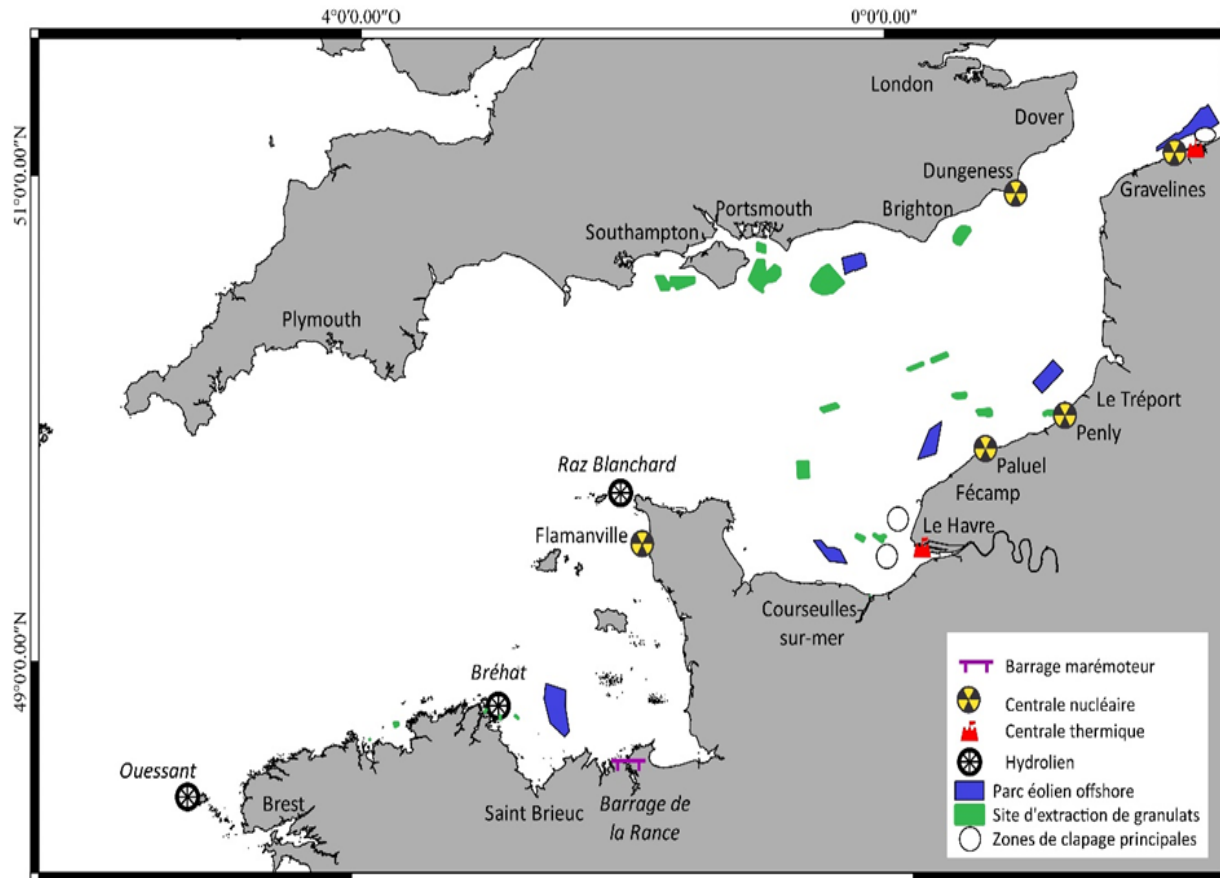 4°0'0.00"O
0°0'0.00"
51°0'0.00"N
49°0'0.00"N
London
Dover
Dungeness
Gravelines
Portsmouth
Brighton
Southampton
Plymouth
Le Tréport
Penly
Raz Blanchard
Paluel
Fécamp
Flamanville
Le Havre
Courseulles-
sur-mer
Bréhat
Ouessant
Brest
Saint Brieuc
Barrage de
la Rance
Barrage marémoteur
Centrale nucléaire
Centrale thermique
Hydrolien
Parc éolien offshore
Site d'extraction de granulats
Zones de clapage principales